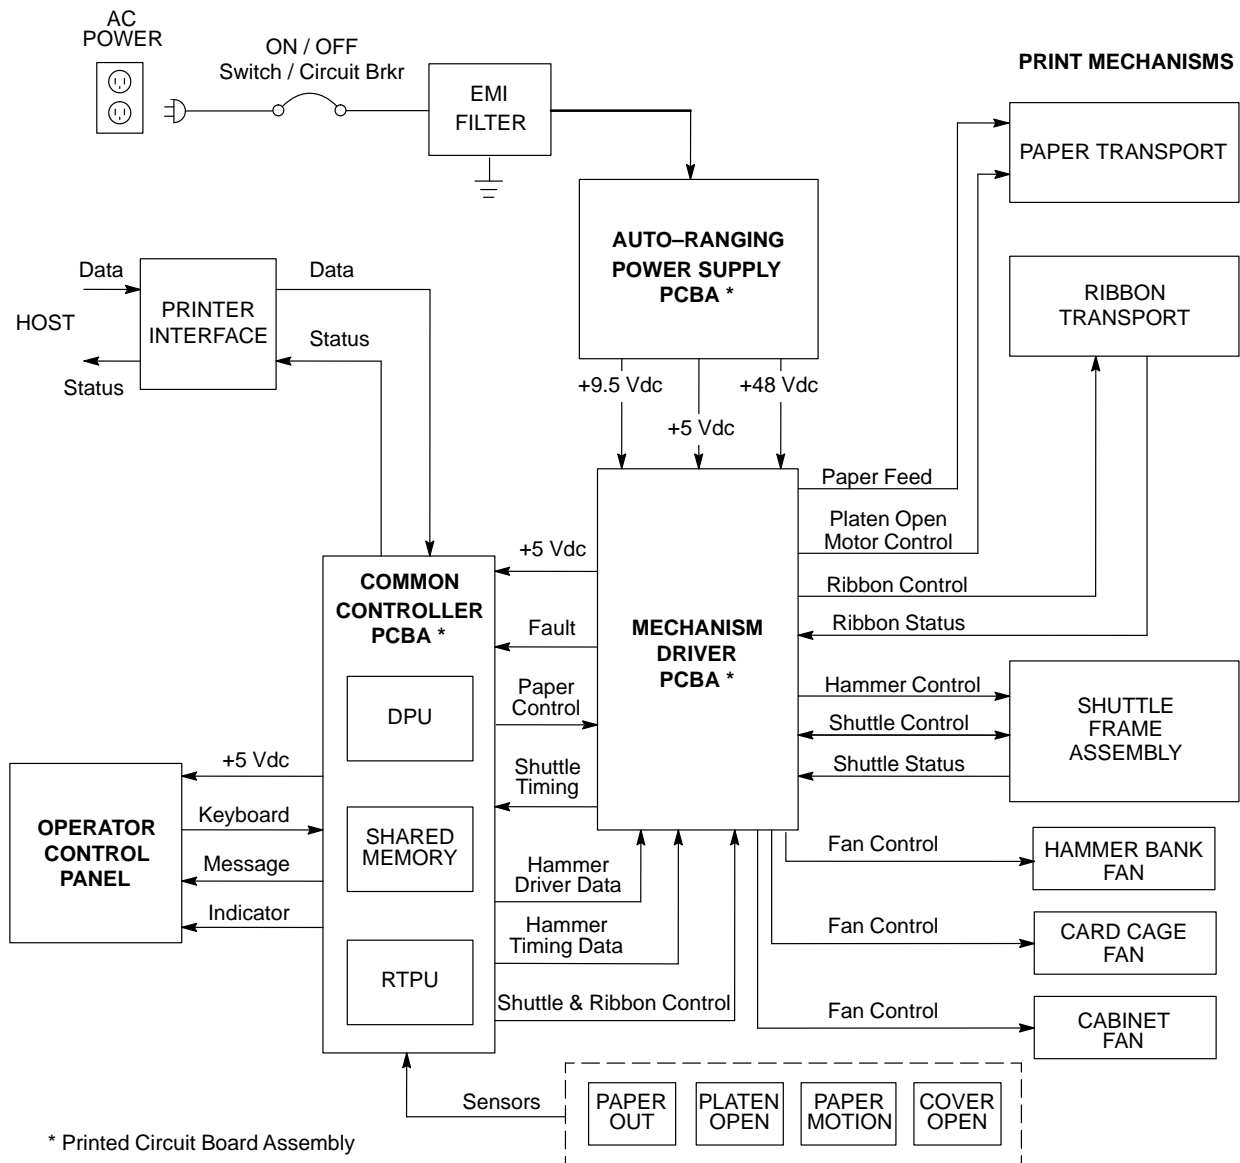 AC
POWER
ON / OFF
Switch / Circuit Brkr
EMI
FILTER
PRINT MECHANISMS
PAPER TRANSPORT
AUTO–RANGING
POWER SUPPLY
PCBA *
Data
HOST
Status
PRINTER
INTERFACE
Data
Status
RIBBON
TRANSPORT
+9.5 Vdc
+5 Vdc
+48 Vdc
Paper Feed
Platen Open
Motor Control
Ribbon Control
Ribbon Status
COMMON
CONTROLLER
PCBA *
DPU
SHARED
MEMORY
RTPU
+5 Vdc
Fault
Paper
Control
Shuttle
Timing
Hammer
Driver Data
Hammer
Timing Data
Shuttle & Ribbon Control
MECHANISM
DRIVER
PCBA *
Hammer Control
Shuttle Control
Shuttle Status
SHUTTLE
FRAME
ASSEMBLY
OPERATOR
CONTROL
PANEL
+5 Vdc
Keyboard
Message
Indicator
Fan Control
HAMMER BANK
FAN
Fan Control
CARD CAGE
FAN
Fan Control
CABINET
FAN
Sensors
PAPER
OUT
PLATEN
OPEN
PAPER
MOTION
COVER
OPEN
* Printed Circuit Board Assembly